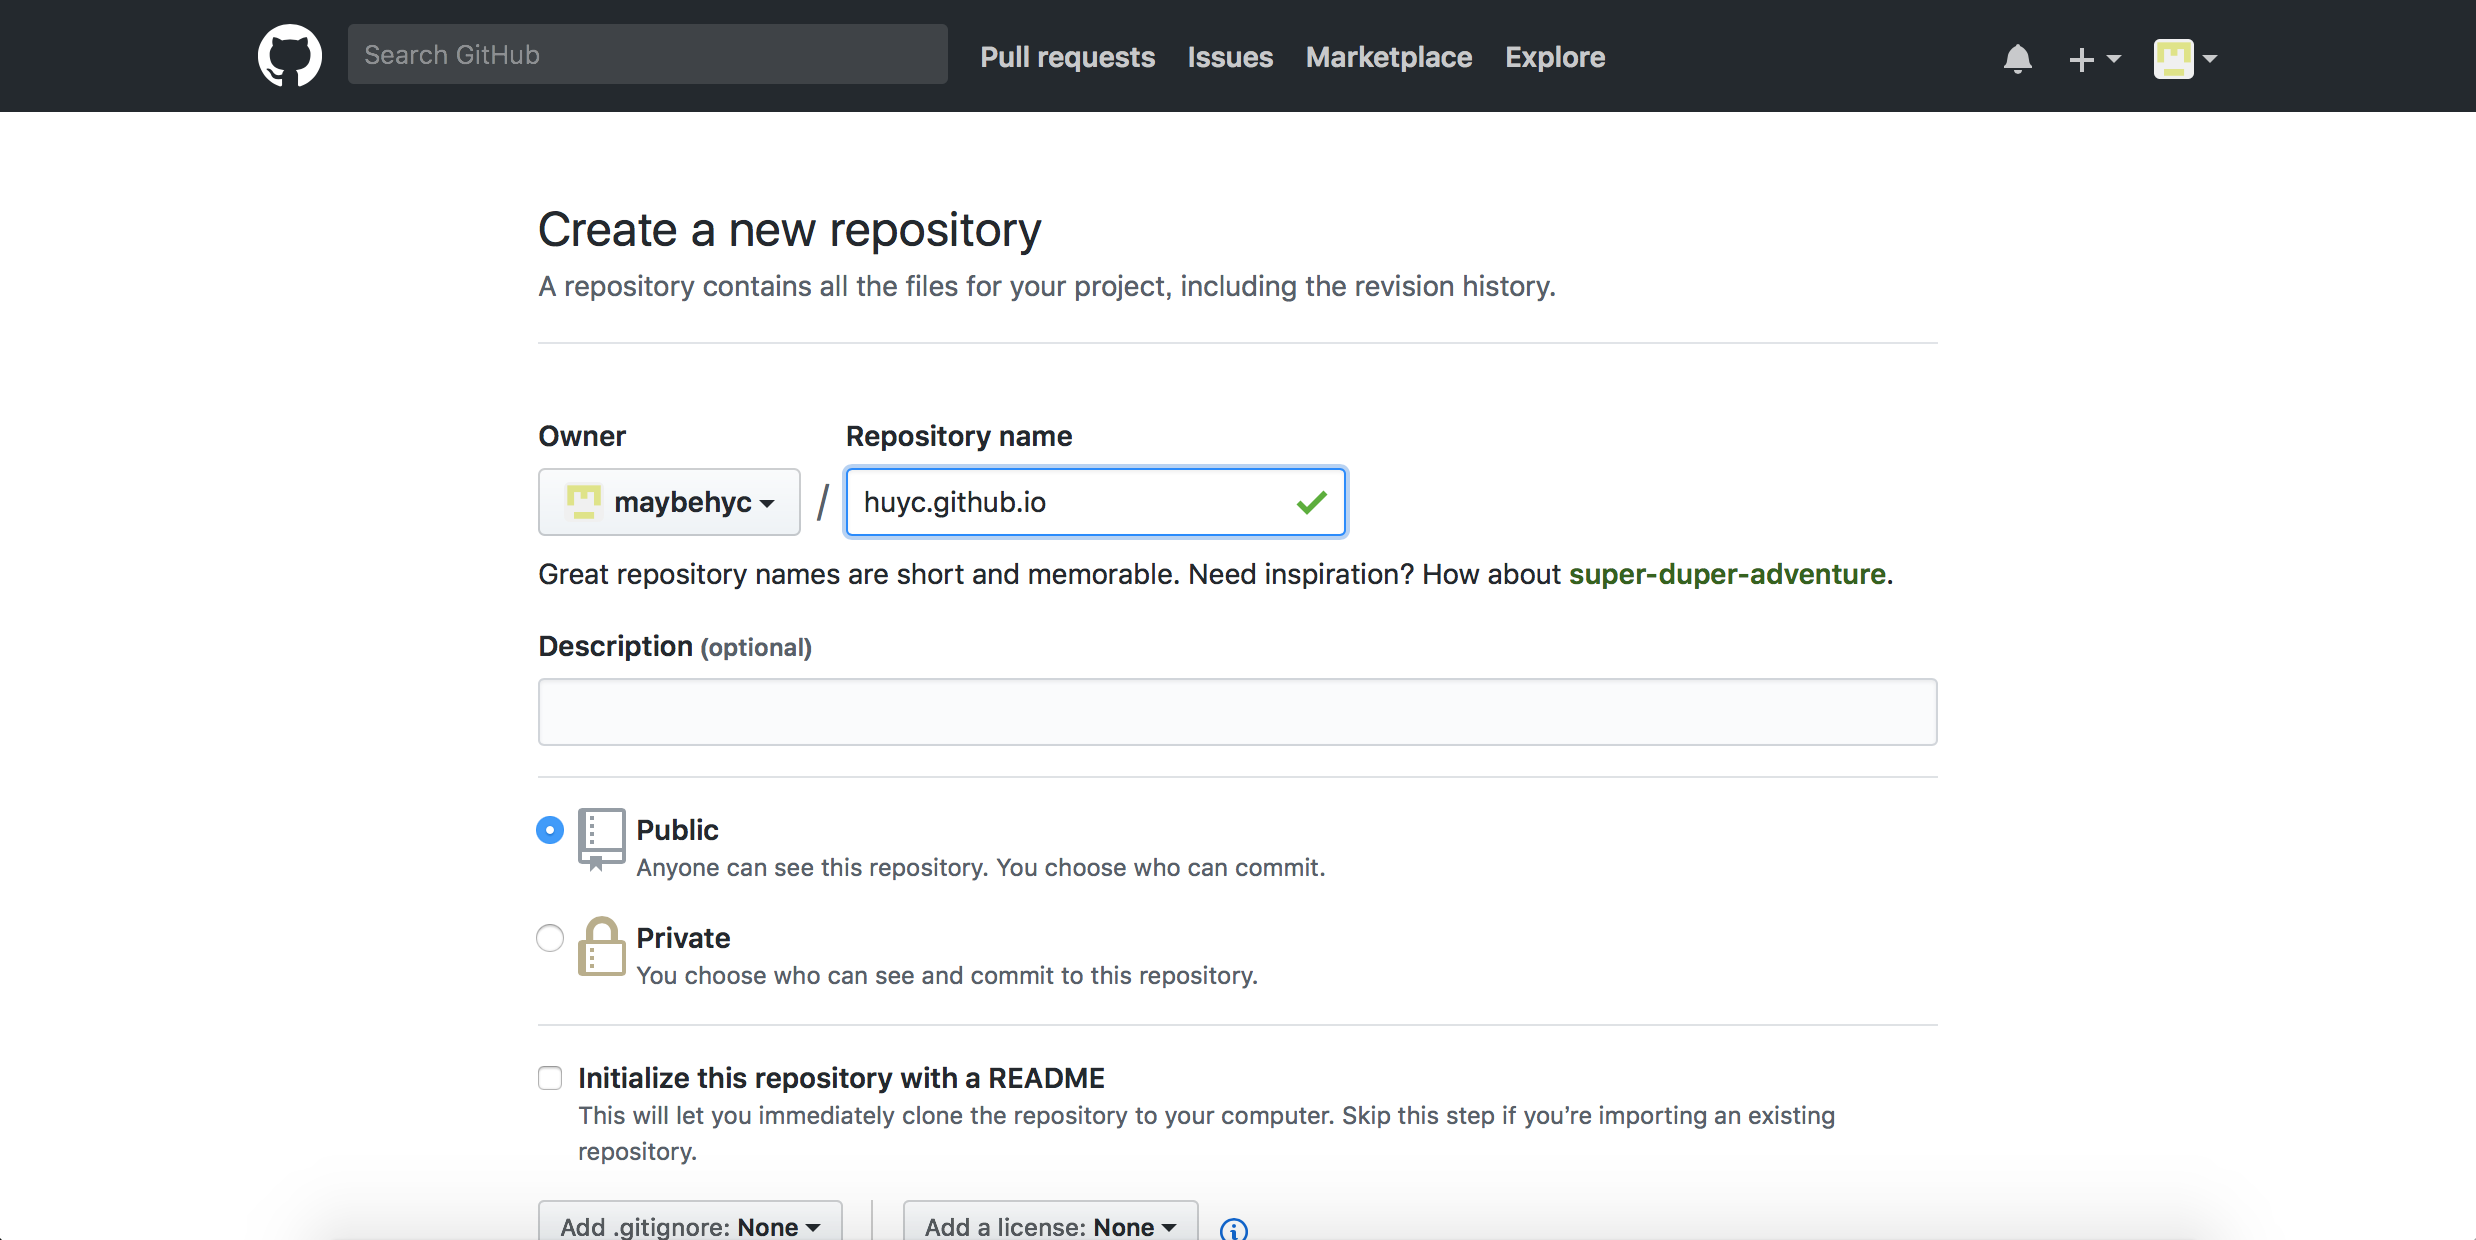 Search GitHub
Pull requests Issues Marketplace Explore
Create a new repository
A repository contains all the files for your project, including the revision history.
Owner
Repository name
maybehyc / huyc.github.io
Great repository names are short and memorable. Need inspiration? How about super-duper-adventure.
Description (optional)
Public
Anyone can see this repository. You choose who can commit.
Private
You choose who can see and commit to this repository.
Initialize this repository with a README
This will let you immediately clone the repository to your computer. Skip this step if you’re importing an existing
repository.
Add .gitignore: None
Add a license: None